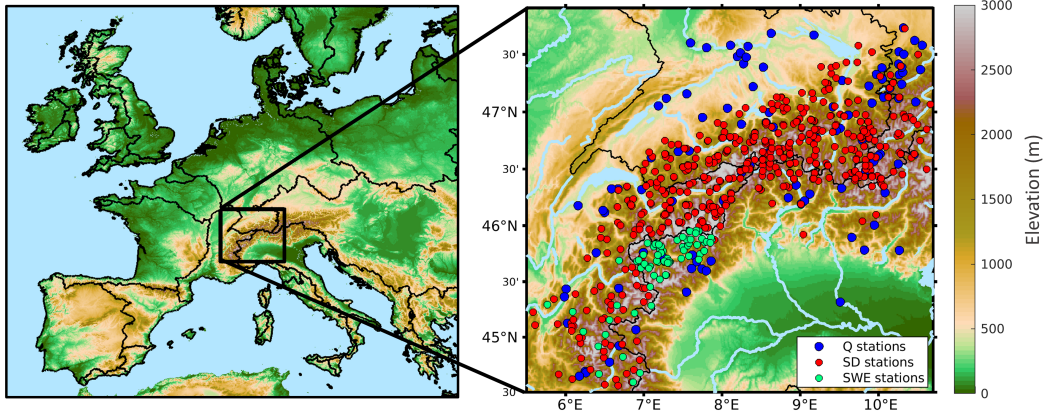 30'
47°N
30'
46°N
30'
45°N
30'
6°E
7°E
8°E
9°E
10°E
Q stations
SD stations
SWE stations
3000
2500
2000
1500
1000
500
0
Elevation (m)